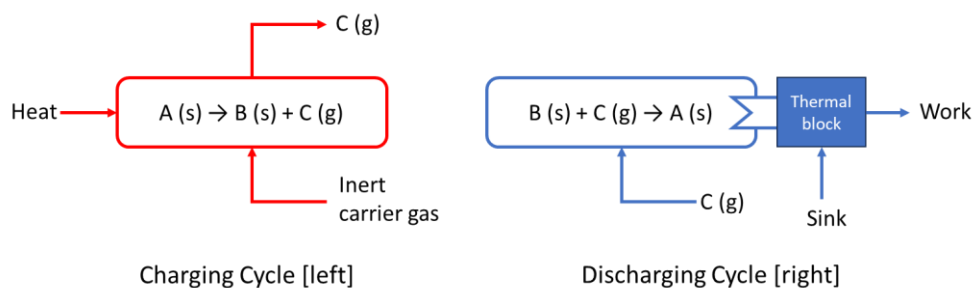 C (g)
Heat
A (s) → B (s) + C (g)
Inert
carrier gas
Charging Cycle [left]
B (s) + C (g) → A (s)
Thermal
block
Work
C (g)
Sink
Discharging Cycle [right]